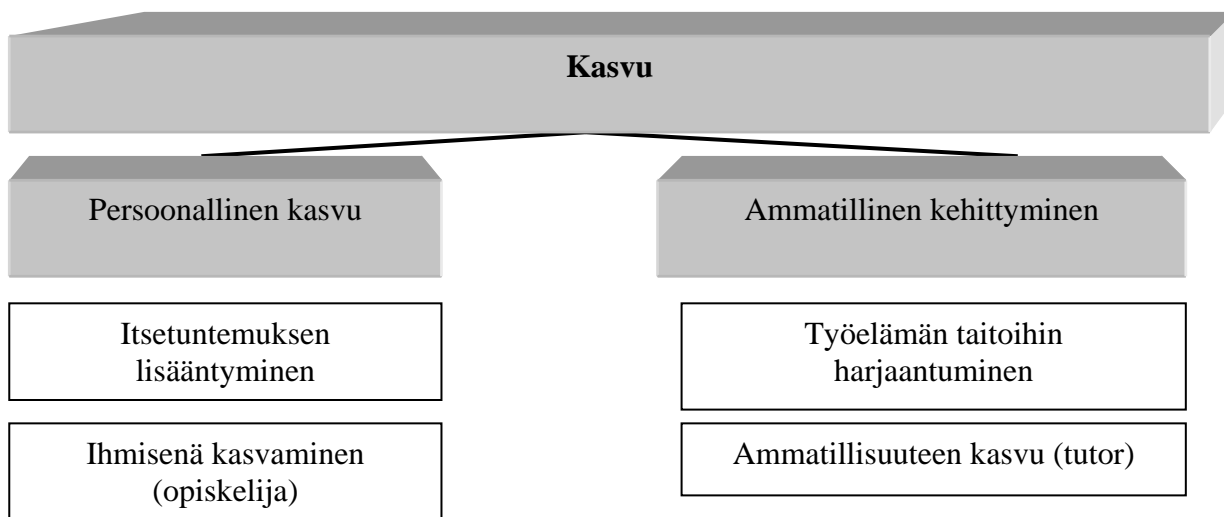 Kasvu
Persoonallinen kasvu
Ammatillinen kehittyminen
Itsetuntemuksen
lisääntyminen
Työelämän taitoihin
harjaantuminen
Ihmisenä kasvaminen
(opiskelija)
Ammatillisuuteen kasvu (tutor)